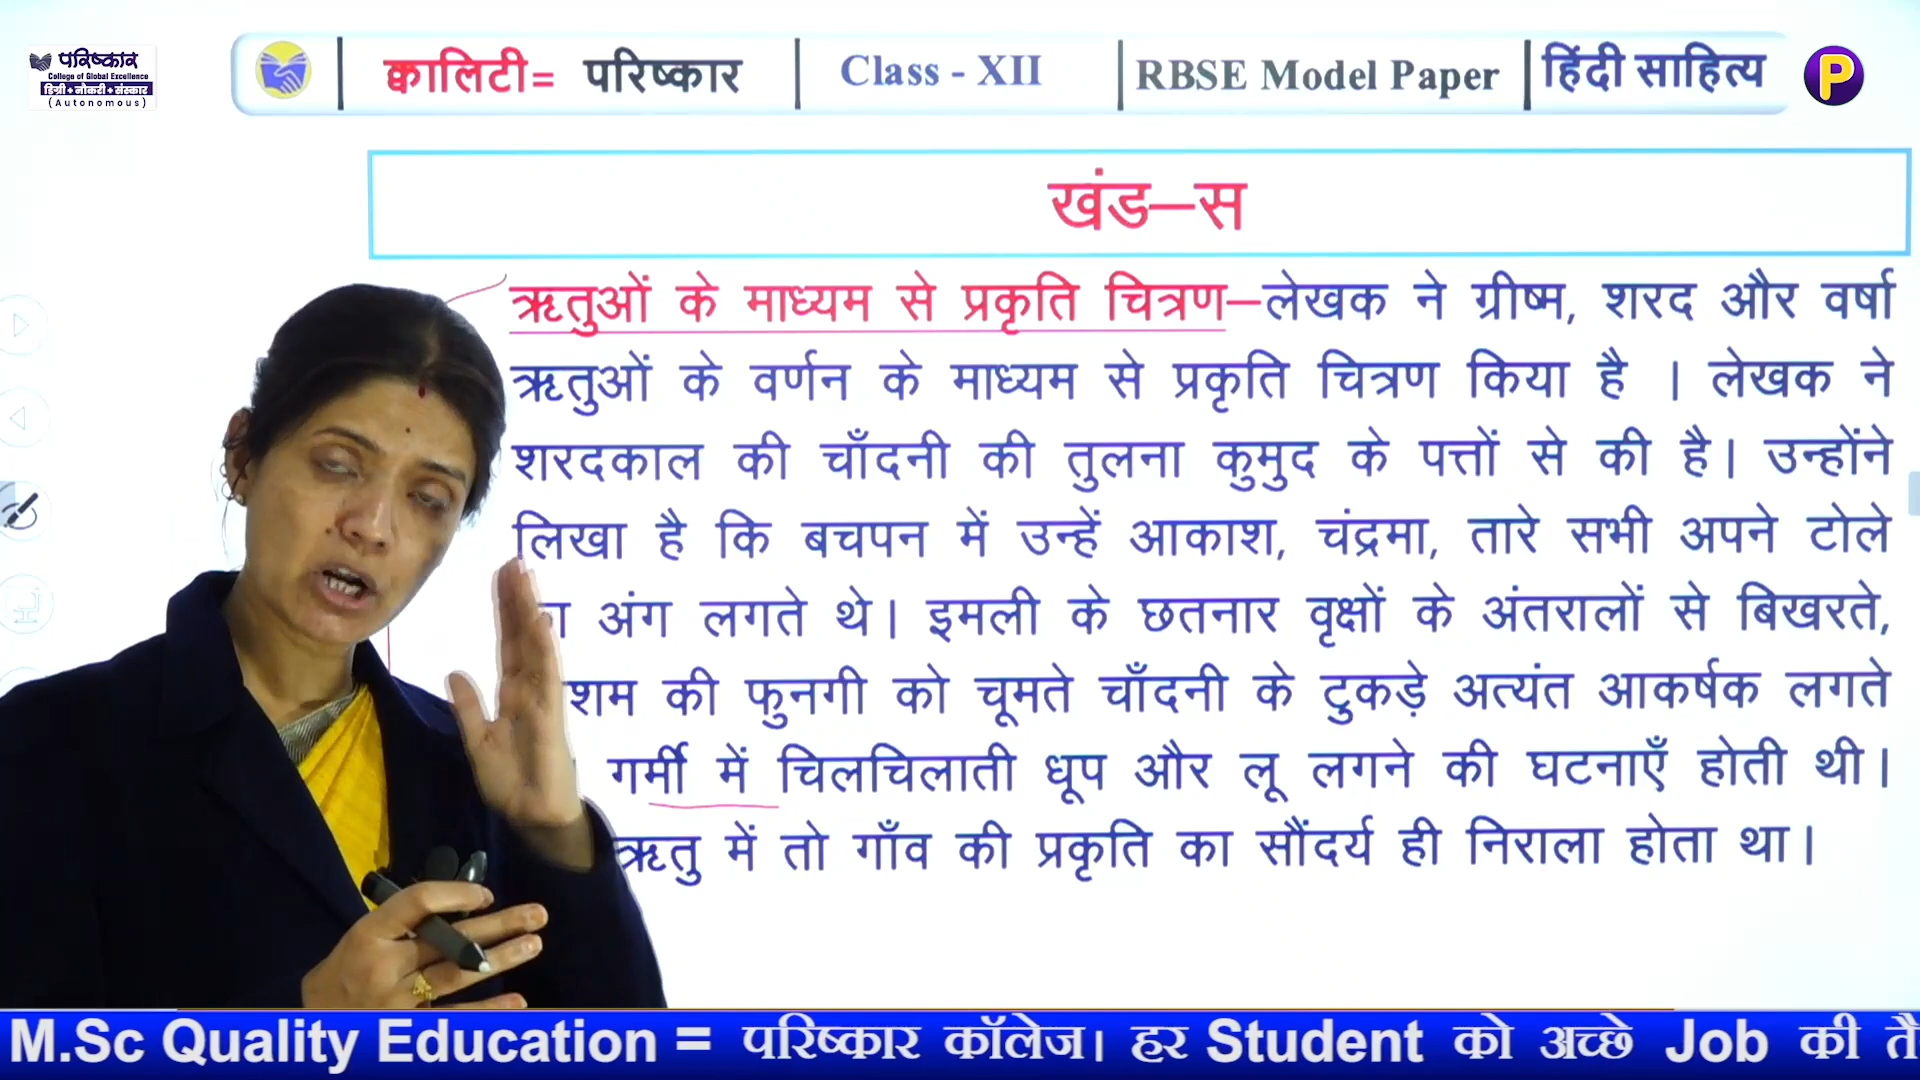 परिष्कार
College of Global Excellence
डिग्री + नौकरी + संस्कार
(Autonomous)
क्वालिटी = परिष्कार
Class - XII
RBSE Model Paper
हिंदी साहित्य
P
खंड—स
ऋतुओं के माध्यम से प्रकृति चित्रण—लेखक ने ग्रीष्म, शरद और वर्षा
ऋतुओं के वर्णन के माध्यम से प्रकृति चित्रण किया है । लेखक ने
शरदकाल की चाँदनी की तुलना कुमुद के पत्तों से की है। उन्होंने
लिखा है कि बचपन में उन्हें आकाश, चंद्रमा, तारे सभी अपने टोले
अंग लगते थे। इमली के छतनार वृक्षों के अंतरालों से बिखरते,
की फुनगी को चूमते चाँदनी के टुकड़े अत्यंत आकर्षक लगते
गर्मी में चिलचिलाती धूप और लू लगने की घटनाएँ होती थी।
ऋतु में तो गाँव की प्रकृति का सौंदर्य ही निराला होता था।
M.Sc Quality Education = परिष्कार कॉलेज। हर Student को अच्छे Job की